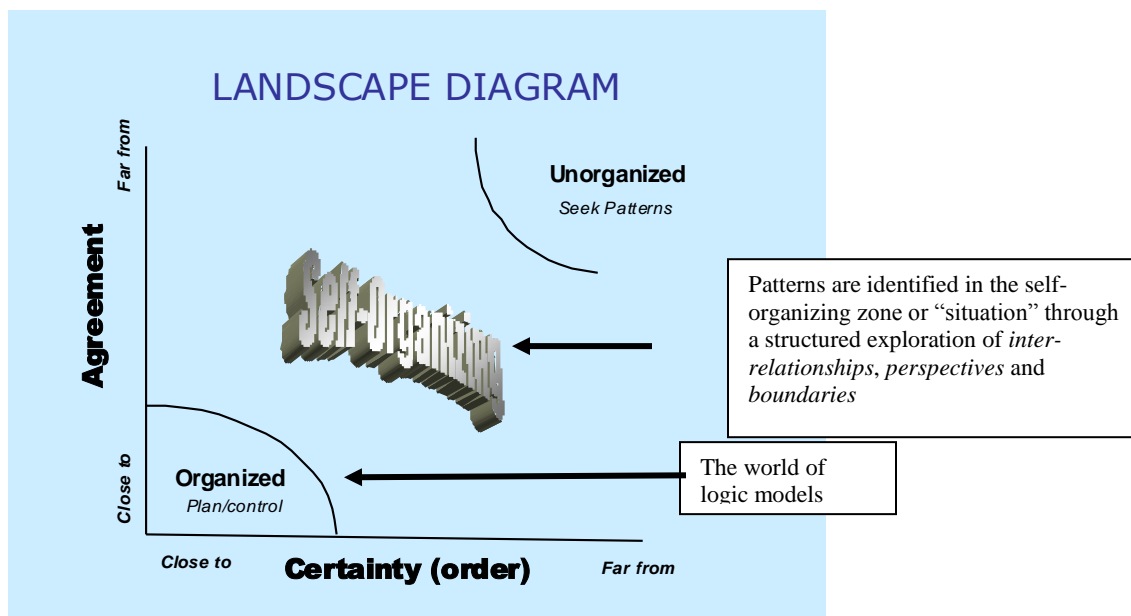 LANDSCAPE DIAGRAM
Far from
Agreement
Close to
Unorganized
Seek Patterns
Self-Organizing
Patterns are identified in the self-
organizing zone or “situation” through
a structured exploration of inter-
relationships, perspectives and
boundaries
Organized
Plan/control
The world of
logic models
Close to
Certainty (order)
Far from